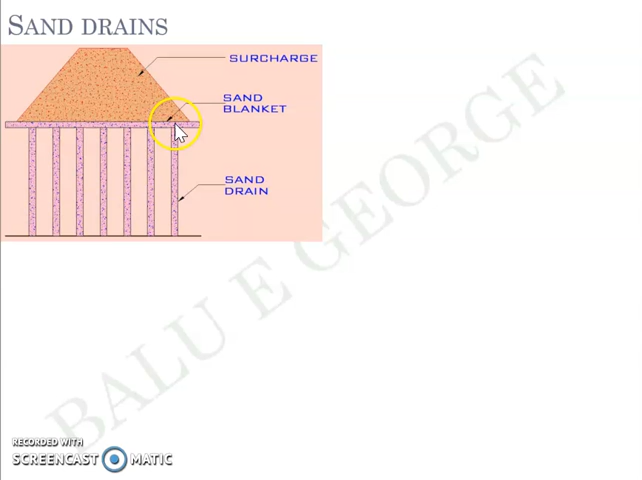 SAND DRAINS
SURCHARGE
SAND
BLANKET
SAND
DRAIN
BALU E GEORGE
RECORDED WITH
SCREENCAST MATIC